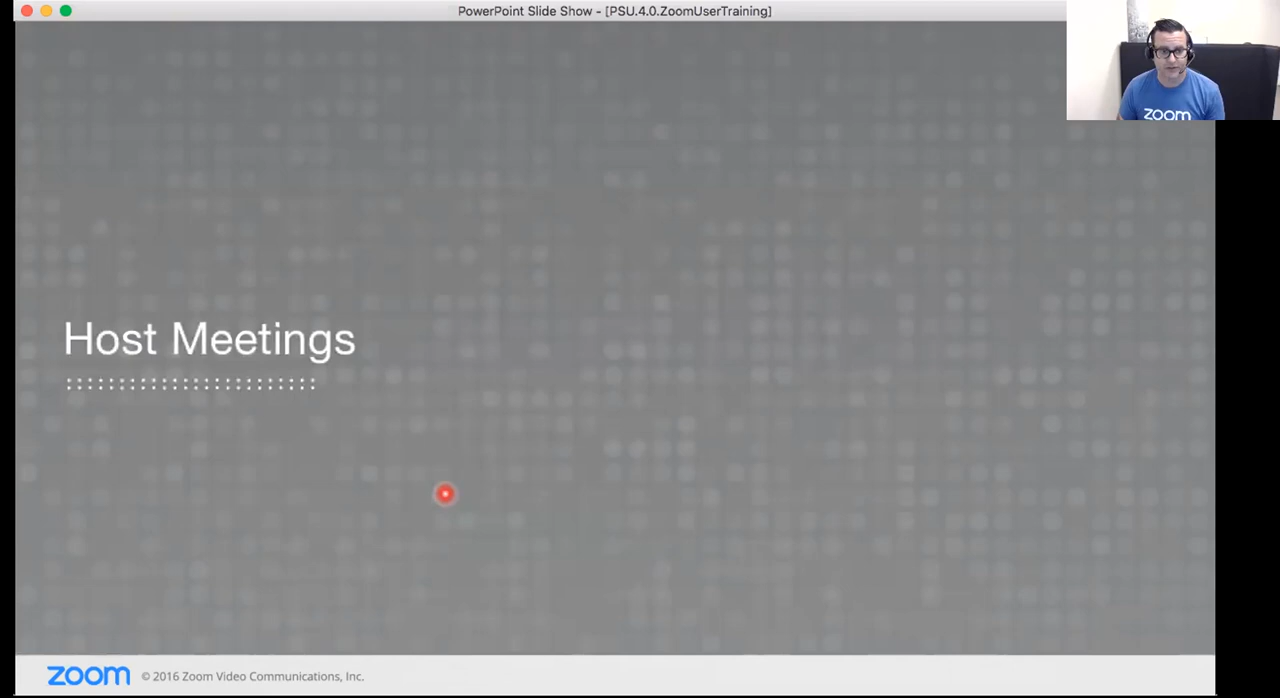 PowerPoint Slide Show - [PSU.4.0.ZoomUserTraining]
zoom
Host Meetings
zoom © 2016 Zoom Video Communications, Inc.